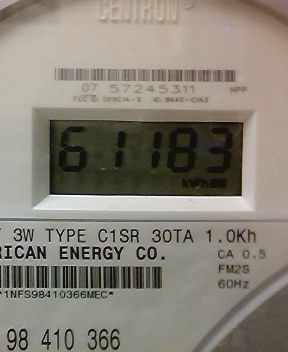 CENTRON®
07 57245311 HPP
61183
kWh
3W TYPE C1SR 30TA 1.0Kh
RICAN ENERGY CO. CA 0.5
FM2S
*1NFS98410366MEC* 60Hz
98 410 366